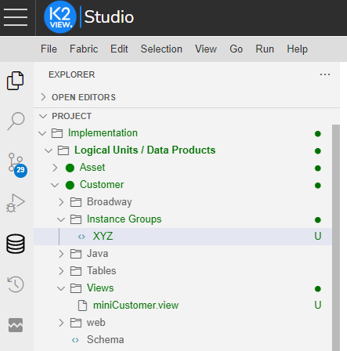 K2 VIEW. Studio
File Fabric Edit Selection View Go Run Help
EXPLORER ...
OPEN EDITORS
PROJECT
Implementation
Logical Units / Data Products
Asset
Customer
Broadway
Instance Groups
<> XYZ U
Java
Tables
Views
miniCustomer.view U
web
<> Schema
29